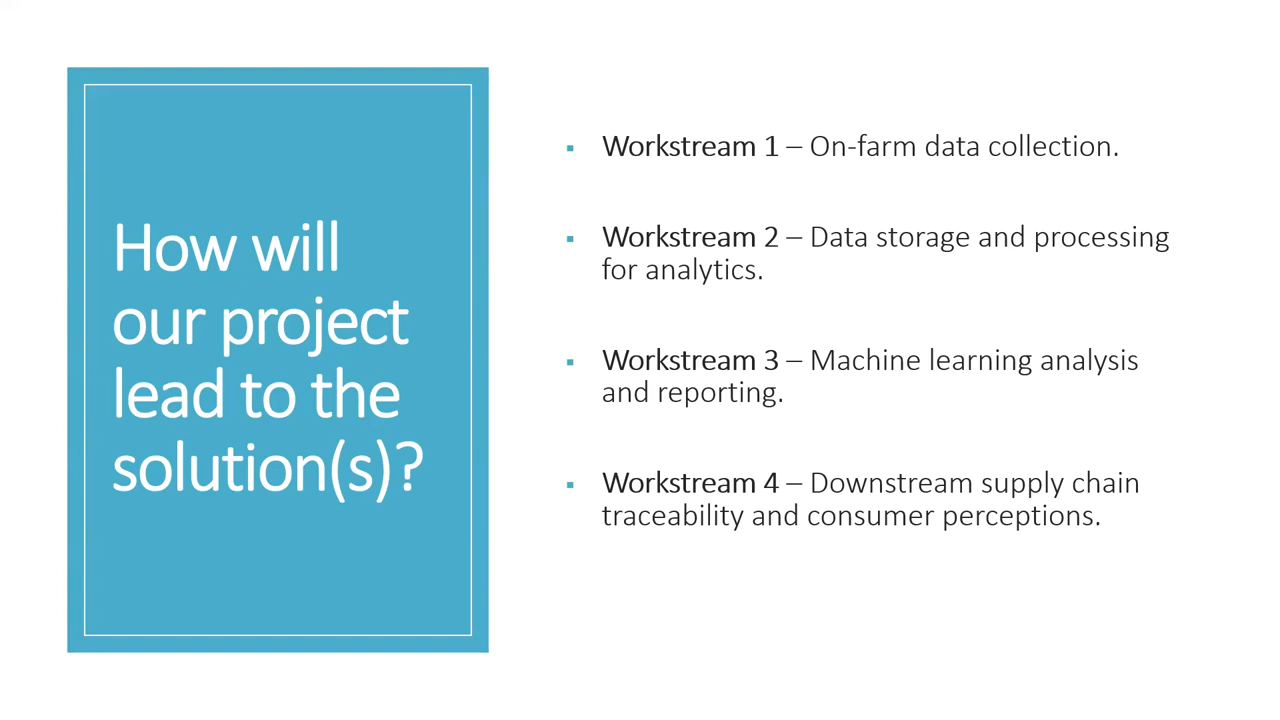 How will
our project
lead to the
solution(s)?
▪ Workstream 1 – On-farm data collection.
▪ Workstream 2 – Data storage and processing
for analytics.
▪ Workstream 3 – Machine learning analysis
and reporting.
▪ Workstream 4 – Downstream supply chain
traceability and consumer perceptions.